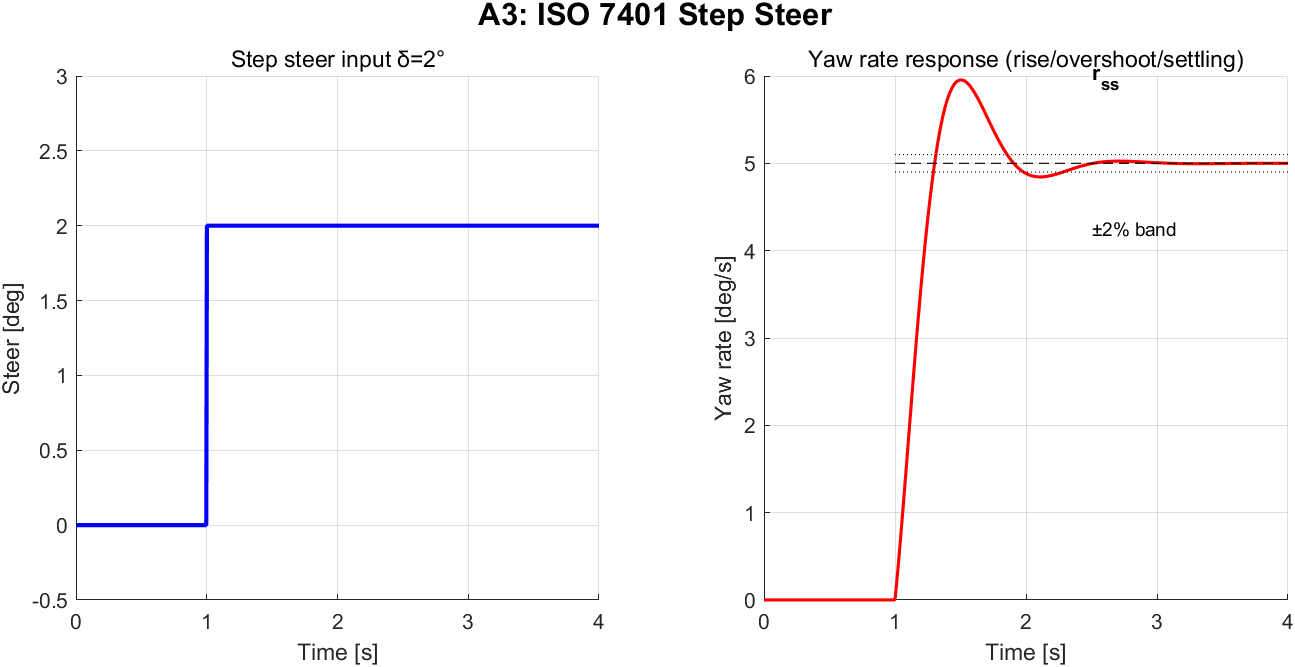 A3: ISO 7401 Step Steer
Step steer input δ=2°
3
2.5
2
1.5
1
0.5
0
-0.5
Steer [deg]
0 1 2 3 4
Time [s]
Yaw rate response (rise/overshoot/settling)
r_ss
6
5
4
3
2
1
0
±2% band
Yaw rate [deg/s]
0 1 2 3 4
Time [s]